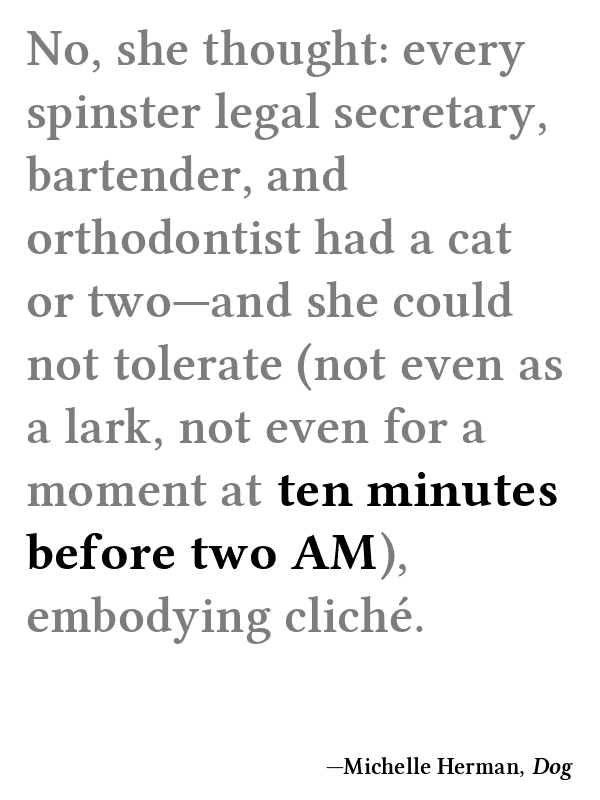 No, she thought: every
spinster legal secretary,
bartender, and
orthodontist had a cat
or two—and she could
not tolerate (not even as
a lark, not even for a
moment at ten minutes
before two AM),
embodying cliché.
—Michelle Herman, Dog